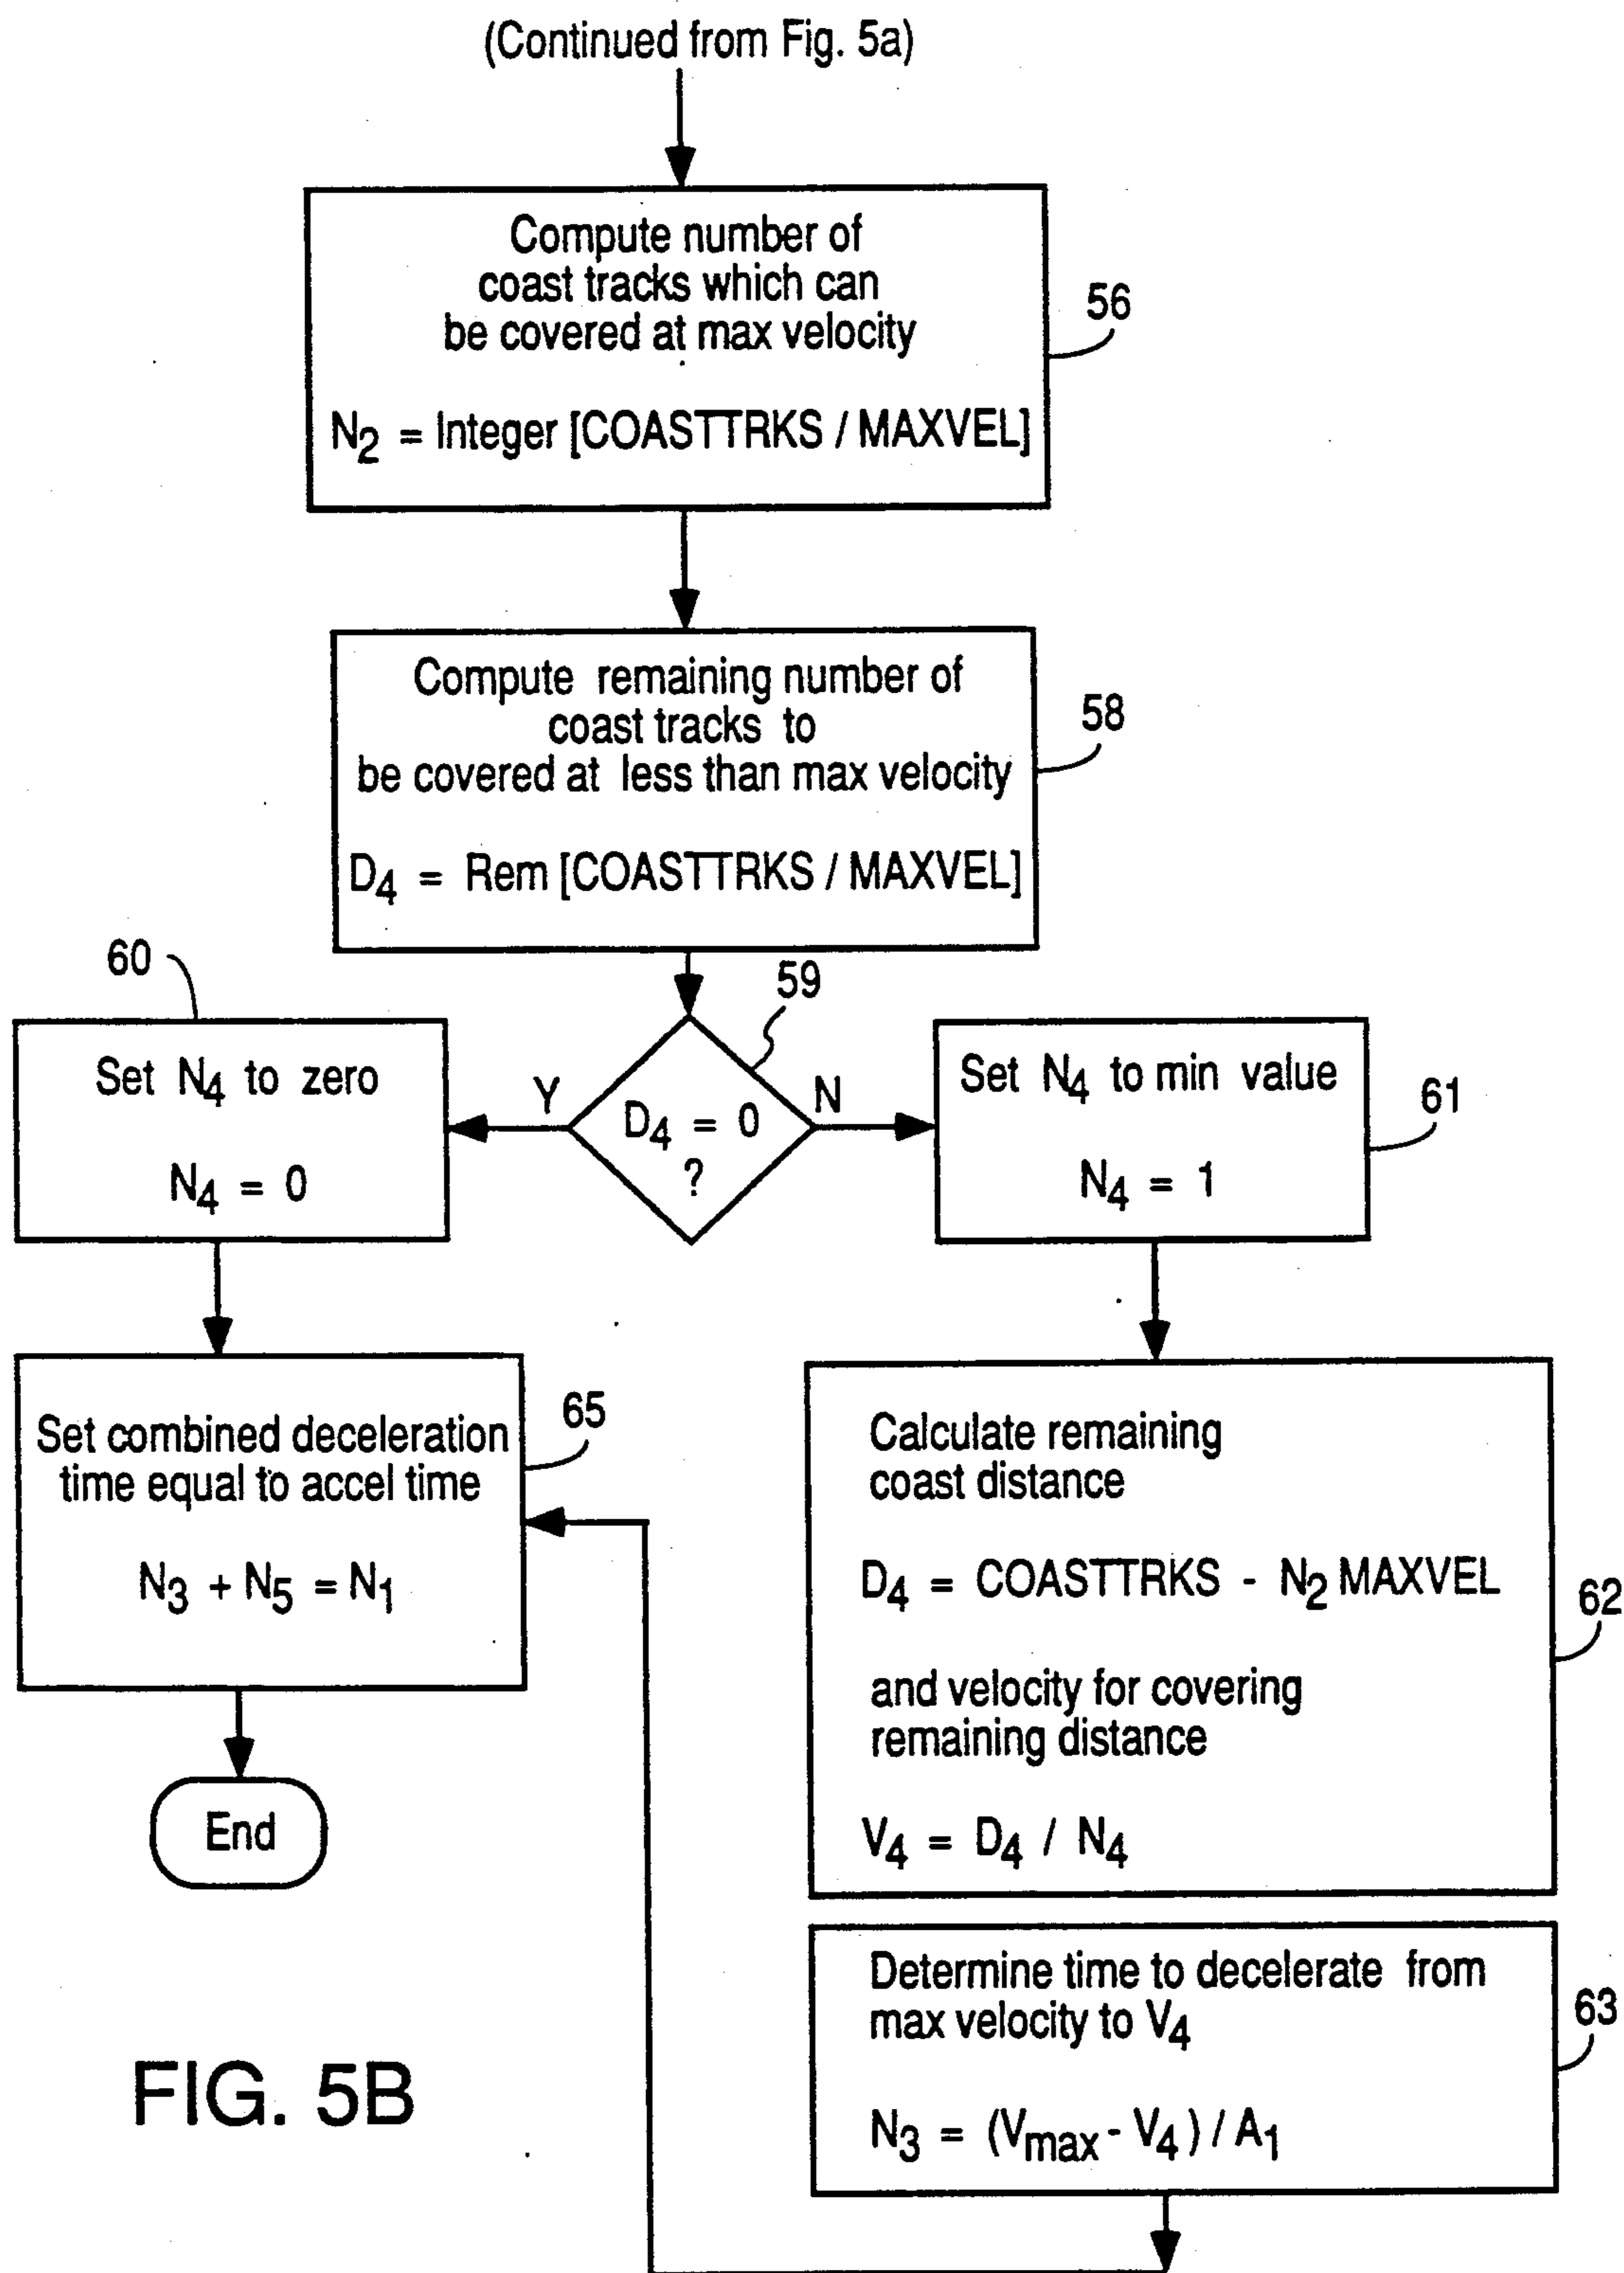 (Continued from Fig. 5a)
Compute number of
coast tracks which can
be covered at max velocity
N2 = Integer [COASTTRKS / MAXVEL]
56
Compute remaining number of
coast tracks to
be covered at less than max velocity
D4 = Rem [COASTTRKS / MAXVEL]
58
60
59
Set N4 to zero
N4 = 0
Y
D4 = 0
?
N
Set N4 to min value
N4 = 1
61
Set combined deceleration
time equal to accel time
N3 + N5 = N1
65
End
Calculate remaining
coast distance
D4 = COASTTRKS - N2 MAXVEL
and velocity for covering
remaining distance
V4 = D4 / N4
62
Determine time to decelerate from
max velocity to V4
N3 = (Vmax - V4) / A1
63
FIG. 5B